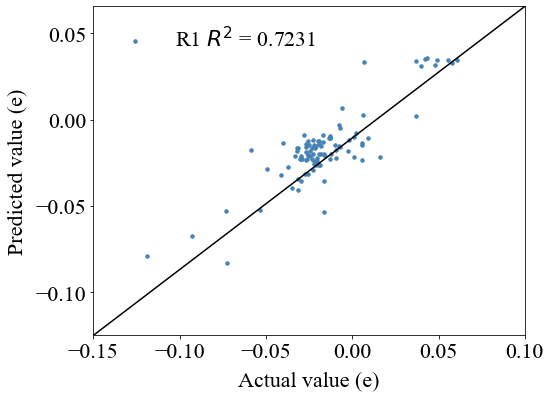 0.05
0.00
−0.05
−0.10
Predicted value (e)
R1 R² = 0.7231
−0.15 −0.10 −0.05 0.00 0.05 0.10
Actual value (e)